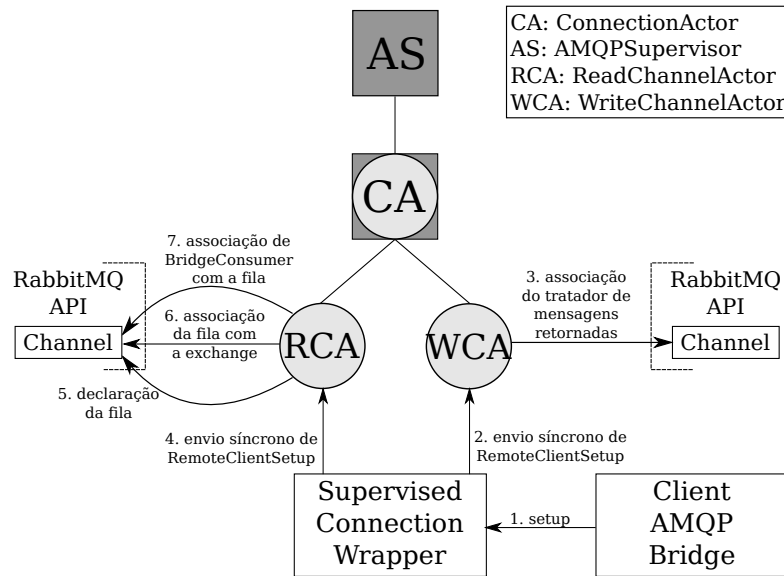 AS
CA: ConnectionActor
AS: AMQPSupervisor
RCA: ReadChannelActor
WCA: WriteChannelActor
CA
7. associação de
BridgeConsumer
com a fila
RabbitMQ
API
Channel
6. associação
da fila com
a exchange
5. declaração
da fila
RCA
WCA
3. associação
do tratador de
mensagens
retornadas
RabbitMQ
API
Channel
4. envio síncrono de
RemoteClientSetup
2. envio síncrono de
RemoteClientSetup
Supervised
Connection
Wrapper
1. setup
Client
AMQP
Bridge